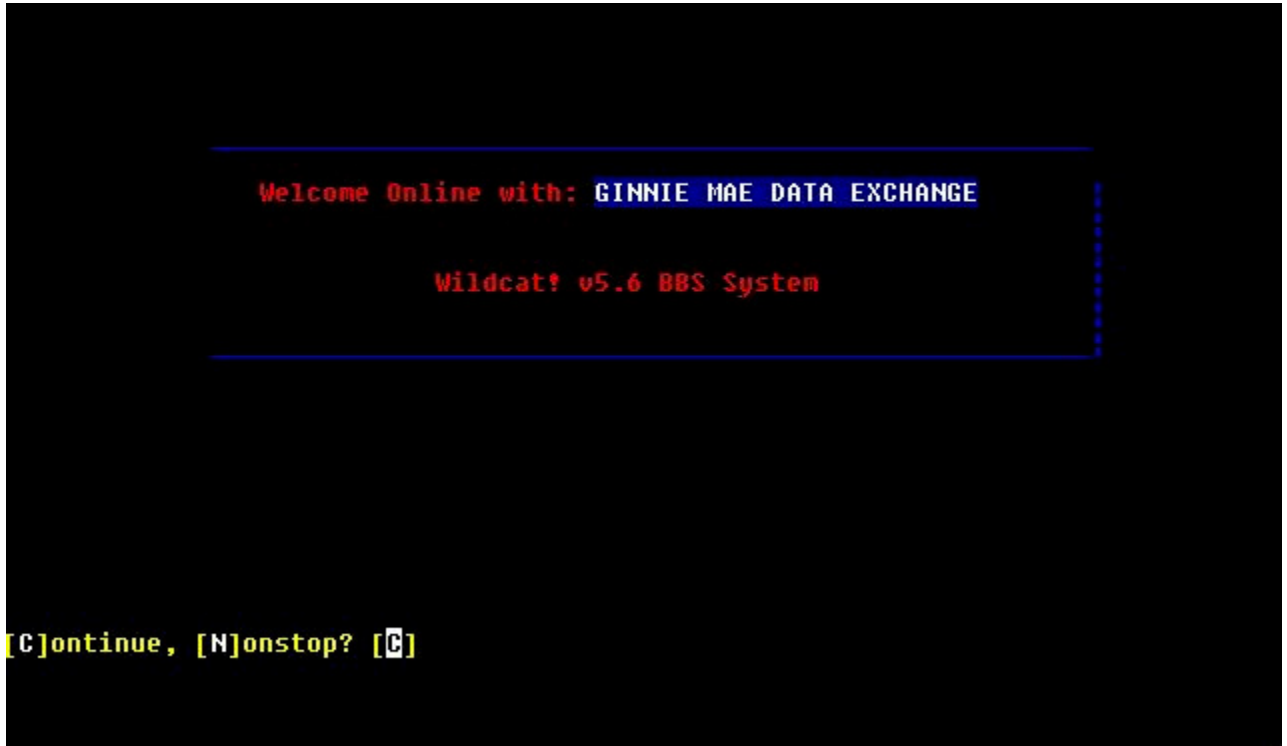 Welcome Online with: GINNIE MAE DATA EXCHANGE
Wildcat! v5.6 BBS System
[C]ontinue, [N]onstop? [C]